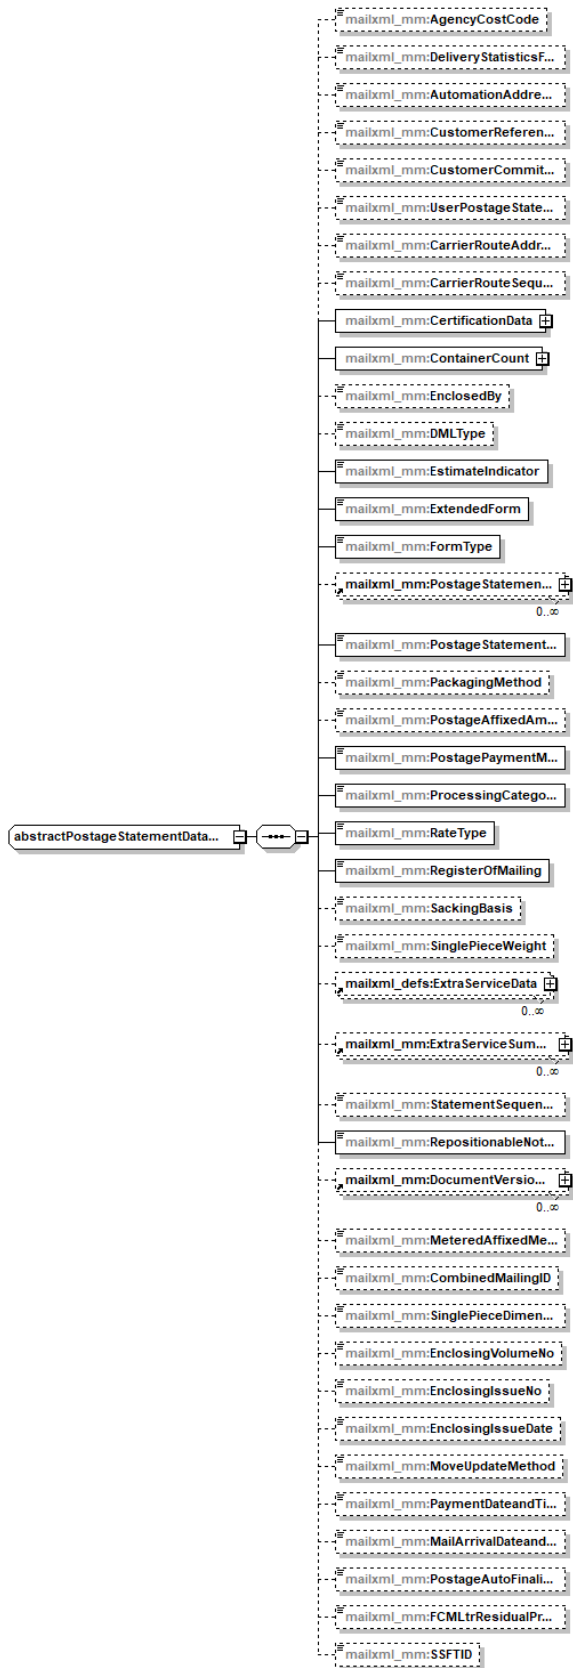 mailxml_mm:AgencyCostCode
mailxml_mm:DeliveryStatisticsF...
mailxml_mm:AutomationAddre...
mailxml_mm:CustomerReferen...
mailxml_mm:CustomerCommit...
mailxml_mm:UserPostageState...
mailxml_mm:CarrierRouteAddr...
mailxml_mm:CarrierRouteSequ...
mailxml_mm:CertificationData
mailxml_mm:ContainerCount
mailxml_mm:EnclosedBy
mailxml_mm:DMLType
mailxml_mm:EstimateIndicator
mailxml_mm:ExtendedForm
mailxml_mm:FormType
mailxml_mm:PostageStatemen...
0..∞
mailxml_mm:PostageStatement...
mailxml_mm:PackagingMethod
mailxml_mm:PostageAffixedAm...
mailxml_mm:PostagePaymentM...
mailxml_mm:ProcessingCatego...
abstractPostageStatementData...
mailxml_mm:RateType
mailxml_mm:RegisterOfMailing
mailxml_mm:SackingBasis
mailxml_mm:SinglePieceWeight
mailxml_defs:ExtraServiceData
0..∞
mailxml_mm:ExtraServiceSum...
0..∞
mailxml_mm:StatementSequen...
mailxml_mm:RepositionableNot...
mailxml_mm:DocumentVersio...
0..∞
mailxml_mm:MeteredAffixedMe...
mailxml_mm:CombinedMailingID
mailxml_mm:SinglePieceDimen...
mailxml_mm:EnclosingVolumeNo
mailxml_mm:EnclosingIssueNo
mailxml_mm:EnclosingIssueDate
mailxml_mm:MoveUpdateMethod
mailxml_mm:PaymentDateandTi...
mailxml_mm:MailArrivalDateand...
mailxml_mm:PostageAutoFinali...
mailxml_mm:FCMLtrResidualPr...
mailxml_mm:SSFTID